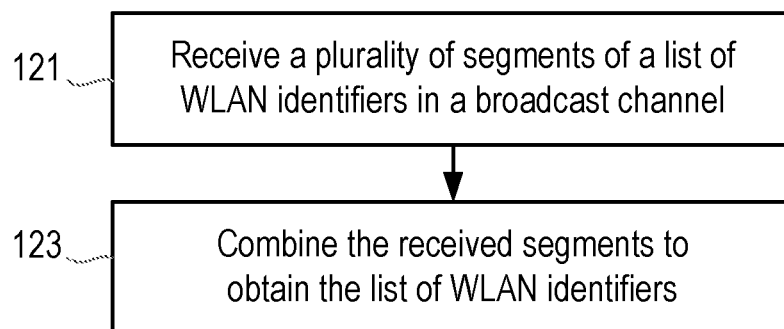 121
Receive a plurality of segments of a list of
WLAN identifiers in a broadcast channel
123
Combine the received segments to
obtain the list of WLAN identifiers